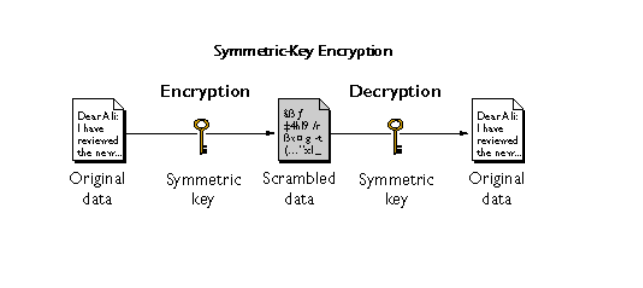 Symmetric-Key Encryption
Encryption
Decryption
Dear Ali:
I have
reviewed
the new...
Dear Ali:
I have
reviewed
the new...
Original
data
Symmetric
key
Scrambled
data
Symmetric
key
Original
data